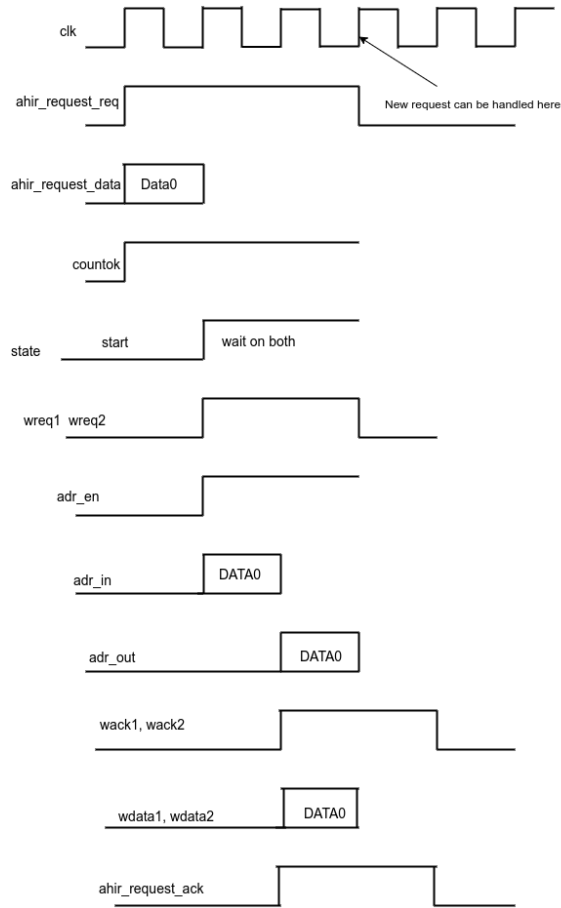 clk
New request can be handled here
ahir_request_req
ahir_request_data
Data0
countok
start
wait on both
state
wreq1 wreq2
adr_en
adr_in
DATA0
adr_out
DATA0
wack1, wack2
wdata1, wdata2
DATA0
ahir_request_ack